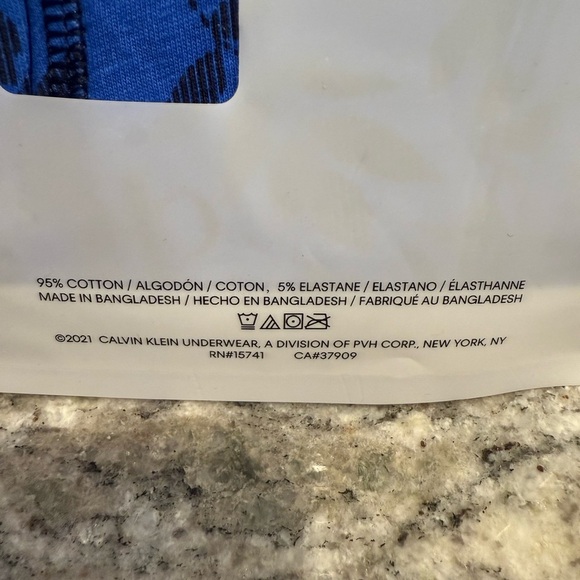 95% COTTON / ALGODÓN / COTON, 5% ELASTANE / ELASTANO / ÉLASTHANNE
MADE IN BANGLADESH / HECHO EN BANGLADESH / FABRIQUÉ AU BANGLADESH
©2021 CALVIN KLEIN UNDERWEAR, A DIVISION OF PVH CORP., NEW YORK, NY
RN#15741 CA#37909